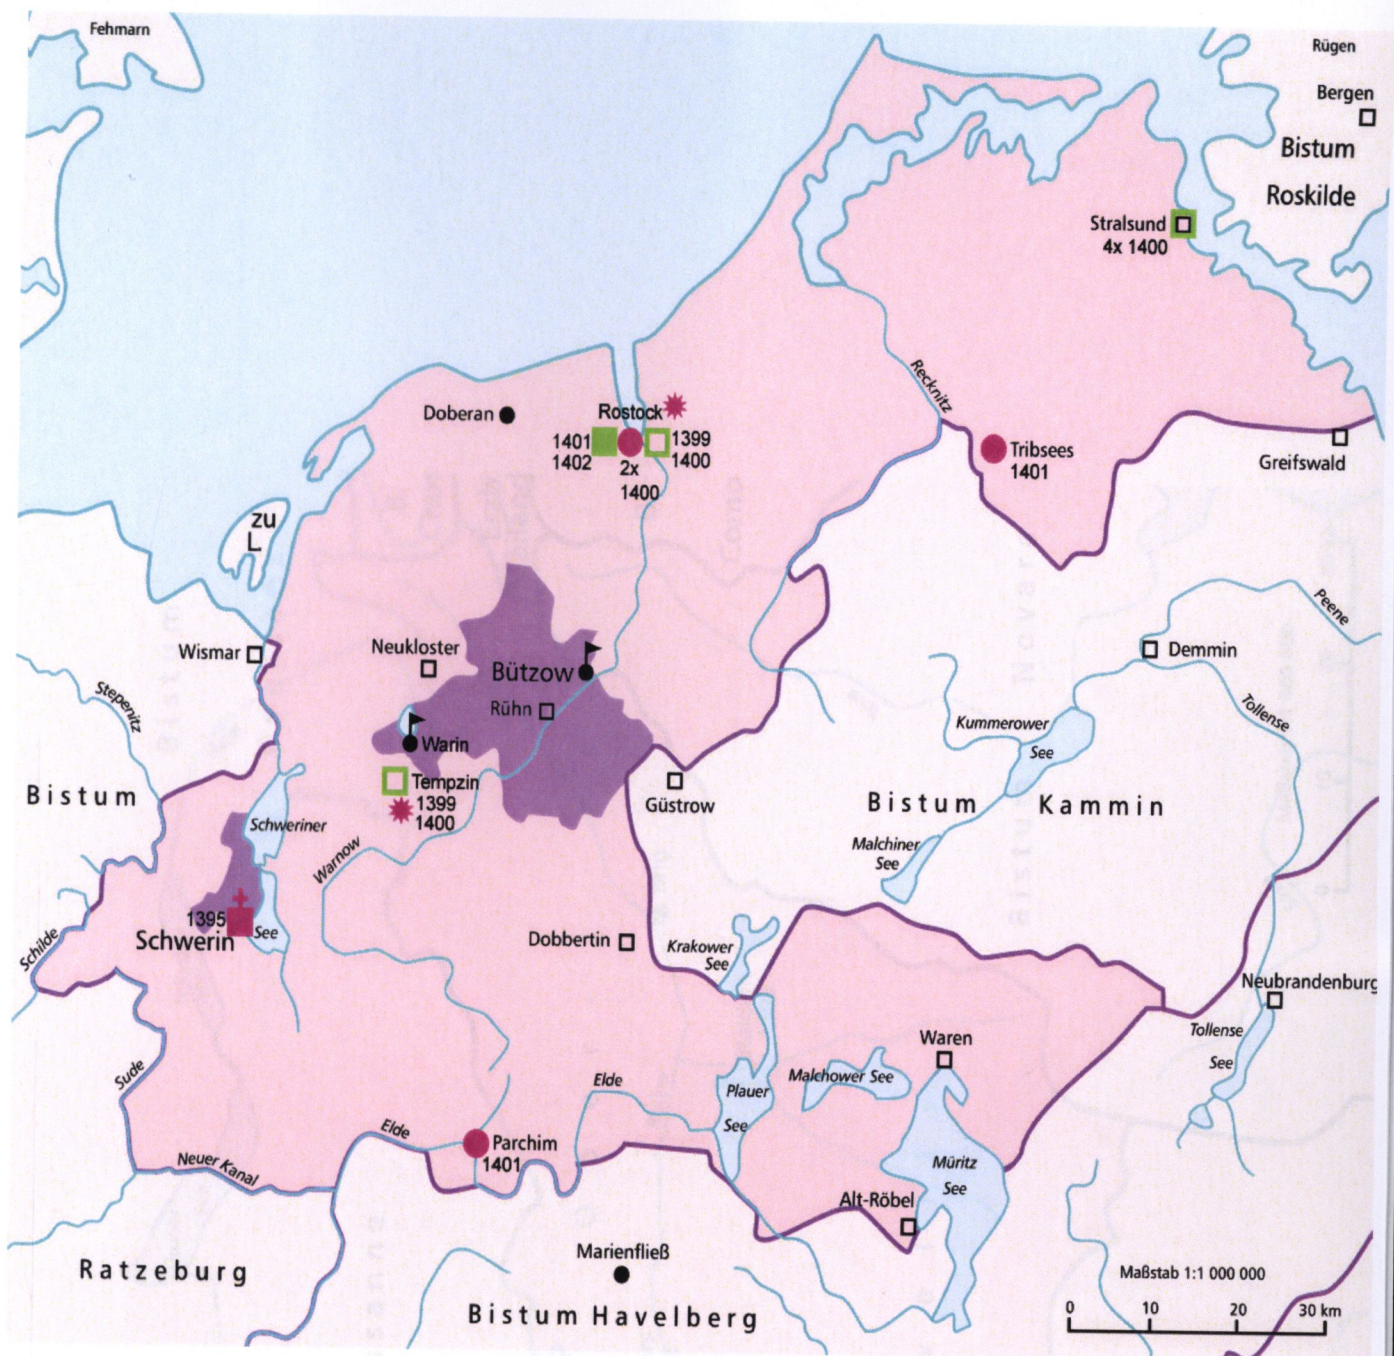 Fehmarn
Rügen
Bergen
Bistum
Roskilde
Stralsund
4x 1400
Recknitz
Doberan
Rostock
1401
1402
2x
1400
1399
1400
Tribsees
1401
Greifswald
zu
L
Peene
Wismar
Neukloster
Bützow
Rühn
Warin
Tempzin
1399
1400
Demmin
Tollense
Kummerower
See
Stepenitz
Bistum
Güstrow
Bistum Kammin
Schweriner
See
Malchiner
See
Warnow
1395
Schwerin
Schilde
Dobbertin
Krakower
See
Neubrandenburg
Tollense
See
Waren
Malchower See
Plauer
See
Elde
Sude
Elde
Parchim
1401
Neuer Kanal
Müritz
See
Alt-Röbel
Marienfließ
Ratzeburg
Bistum Havelberg
Maßstab 1:1 000 000
0 10 20 30 km